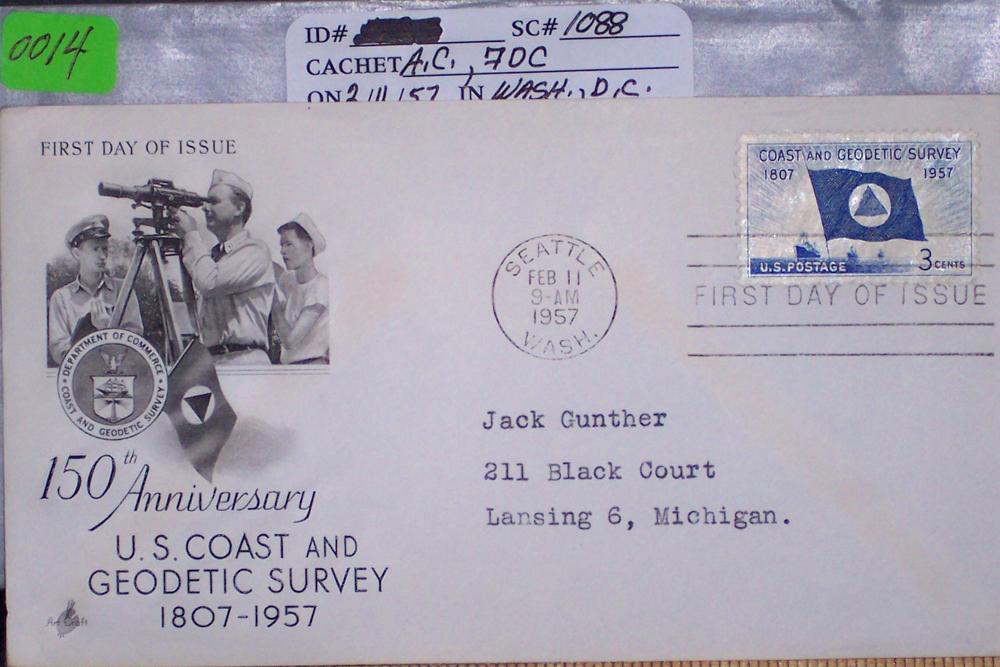 0014
ID# SC# 1088
CACHET A.C., 700C
ON 2/11/57 IN WASH., D.C.
FIRST DAY OF ISSUE
COAST AND GEODETIC SURVEY
1807 1957
U.S. POSTAGE 3 CENTS
SEATTLE
FEB 11
9-AM
1957
WASH.
FIRST DAY OF ISSUE
DEPARTMENT OF COMMERCE
COAST AND GEODETIC SURVEY
150th Anniversary
U.S. COAST AND
GEODETIC SURVEY
1807-1957
Art Craft
Jack Gunther
211 Black Court
Lansing 6, Michigan.